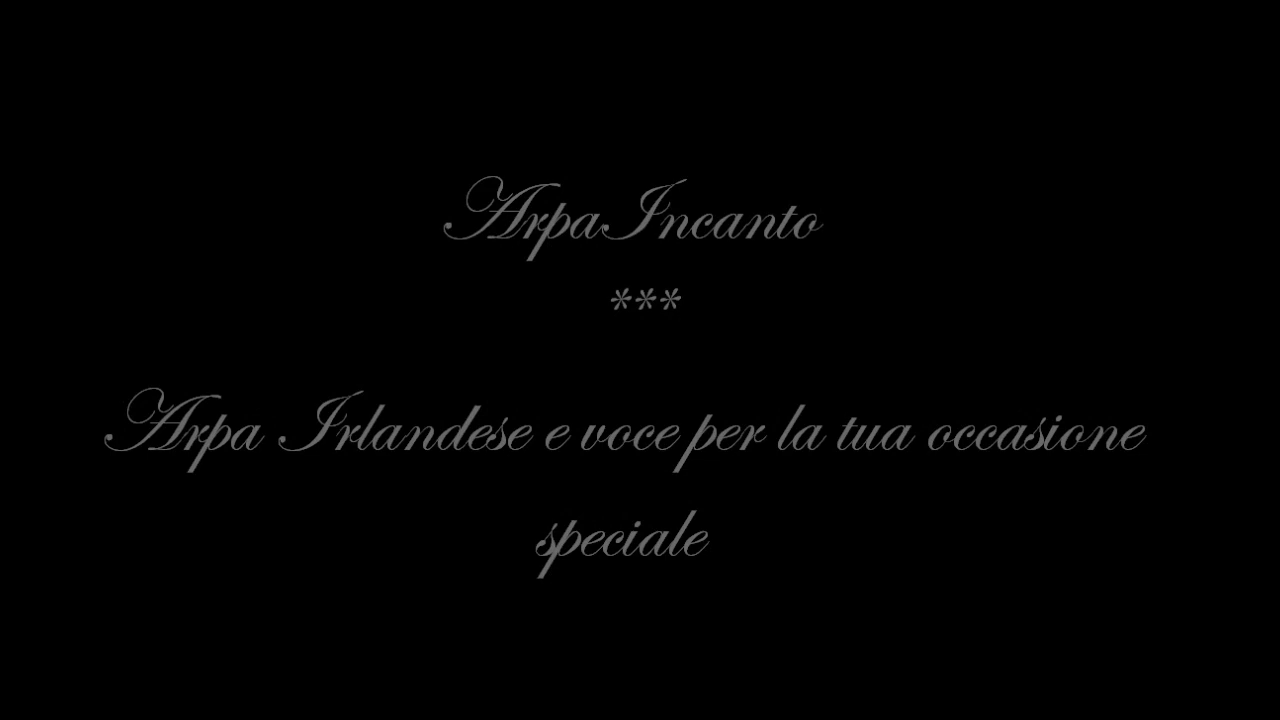 ArpaIncanto
***
Arpa Irlandese e voce per la tua occasione
speciale